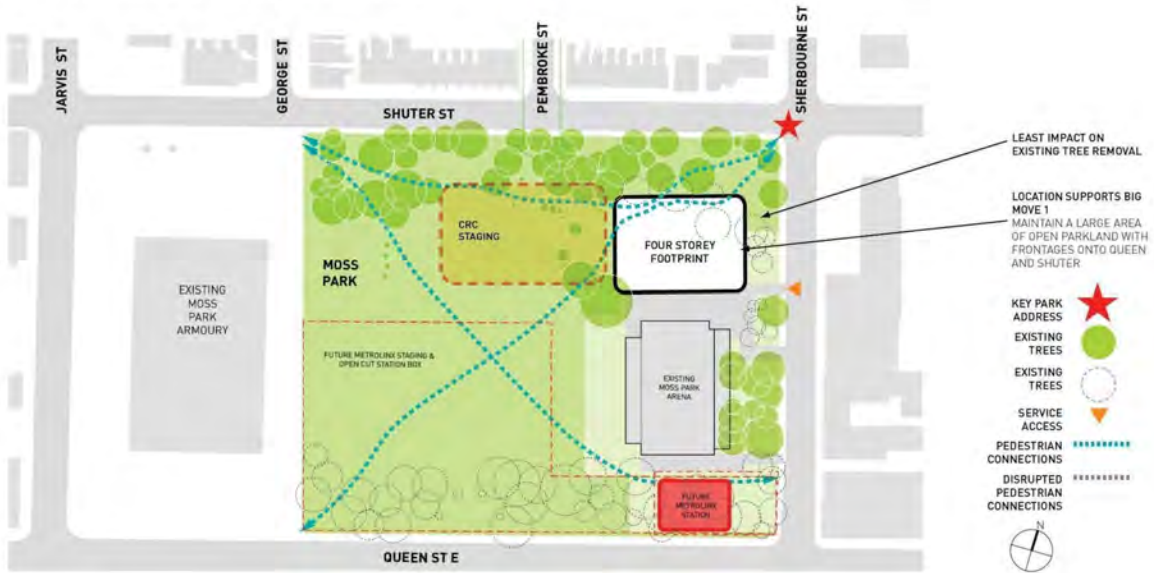 JARVIS ST
GEORGE ST
PEMBROKE ST
SHERBOURNE ST
SHUTER ST
LEAST IMPACT ON
EXISTING TREE REMOVAL
LOCATION SUPPORTS BIG
MOVE 1
MAINTAIN A LARGE AREA
OF OPEN PARKLAND WITH
FRONTAGES ONTO QUEEN
AND SHUTER
CRC
STAGING
FOUR STOREY
FOOTPRINT
MOSS
PARK
EXISTING
MOSS
PARK
ARMOURY
FUTURE METROLINX STAGING &
OPEN CUT STATION BOX
EXISTING
MOSS PARK
ARENA
FUTURE
METROLINX
STATION
QUEEN ST E
KEY PARK
ADDRESS
EXISTING
TREES
EXISTING
TREES
SERVICE
ACCESS
PEDESTRIAN
CONNECTIONS
DISRUPTED
PEDESTRIAN
CONNECTIONS
N